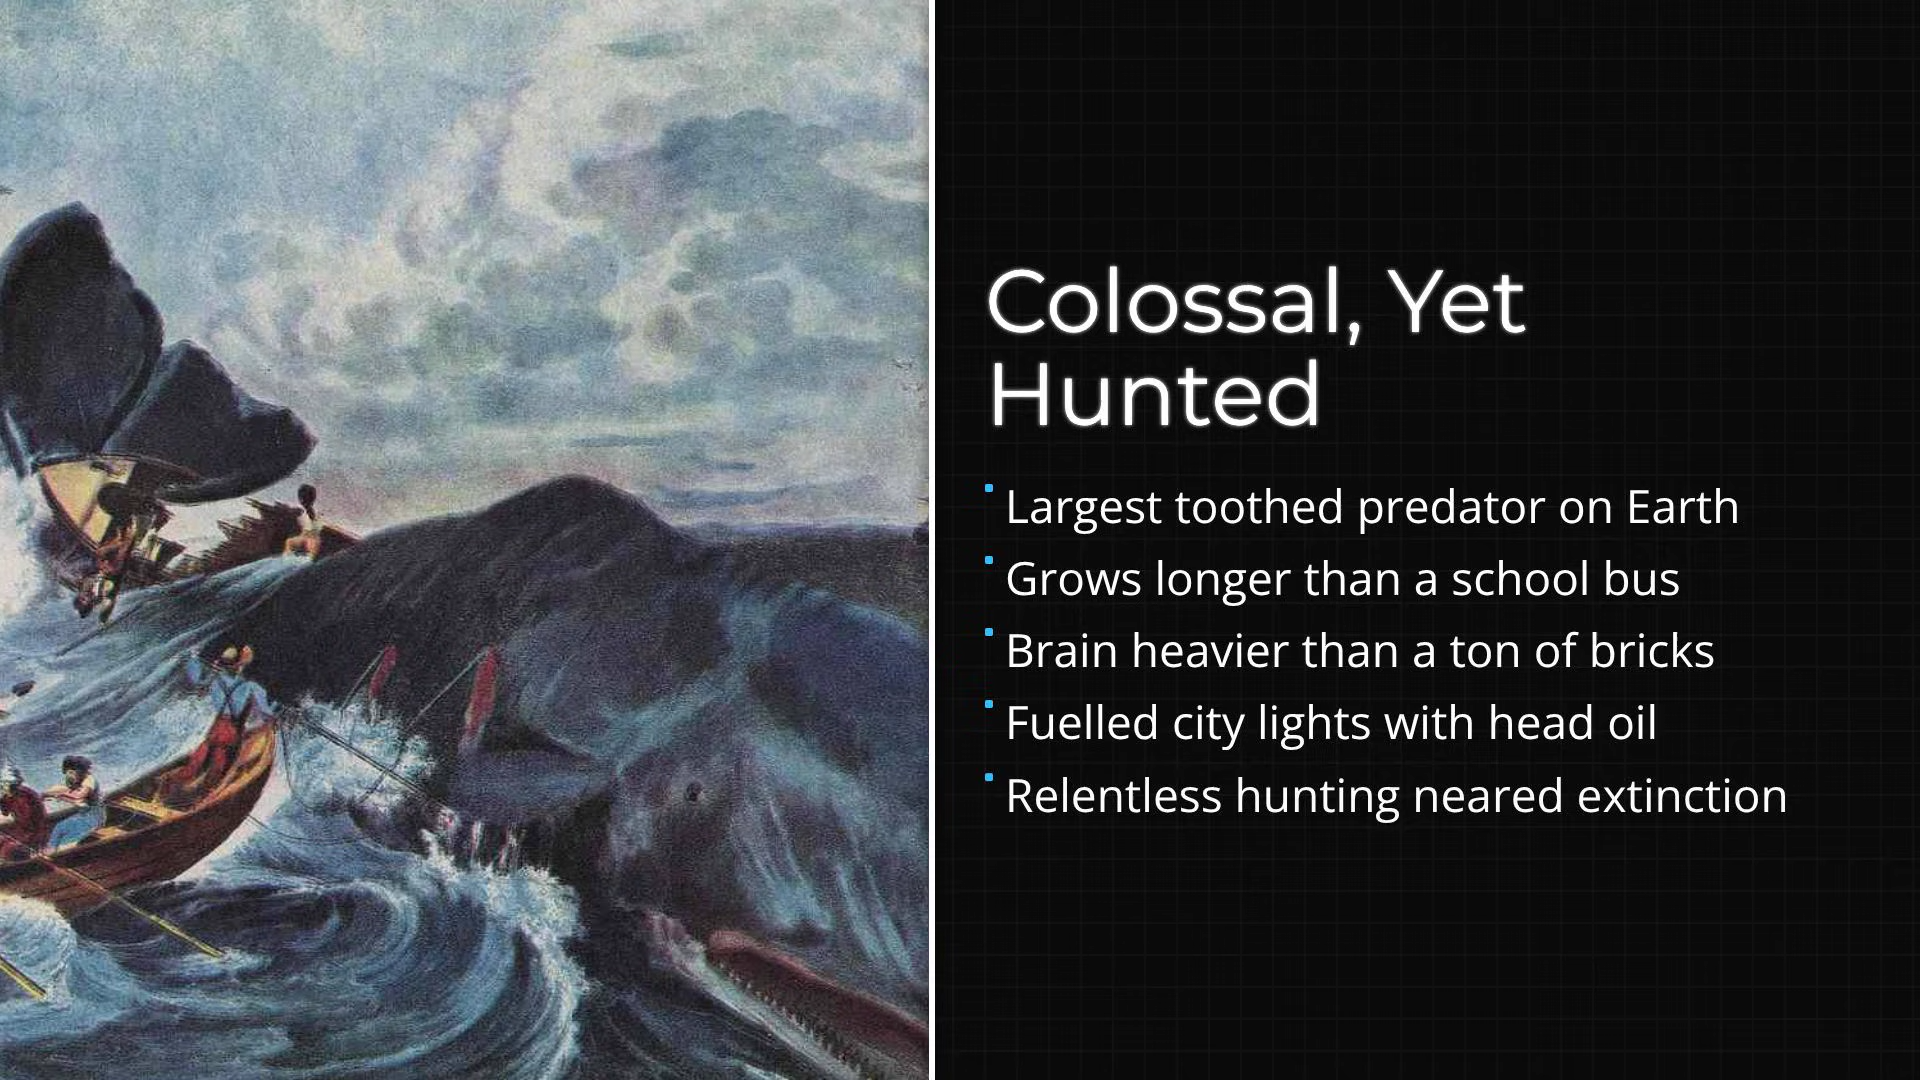 Colossal, Yet
Hunted
Largest toothed predator on Earth
Grows longer than a school bus
Brain heavier than a ton of bricks
Fuelled city lights with head oil
Relentless hunting neared extinction